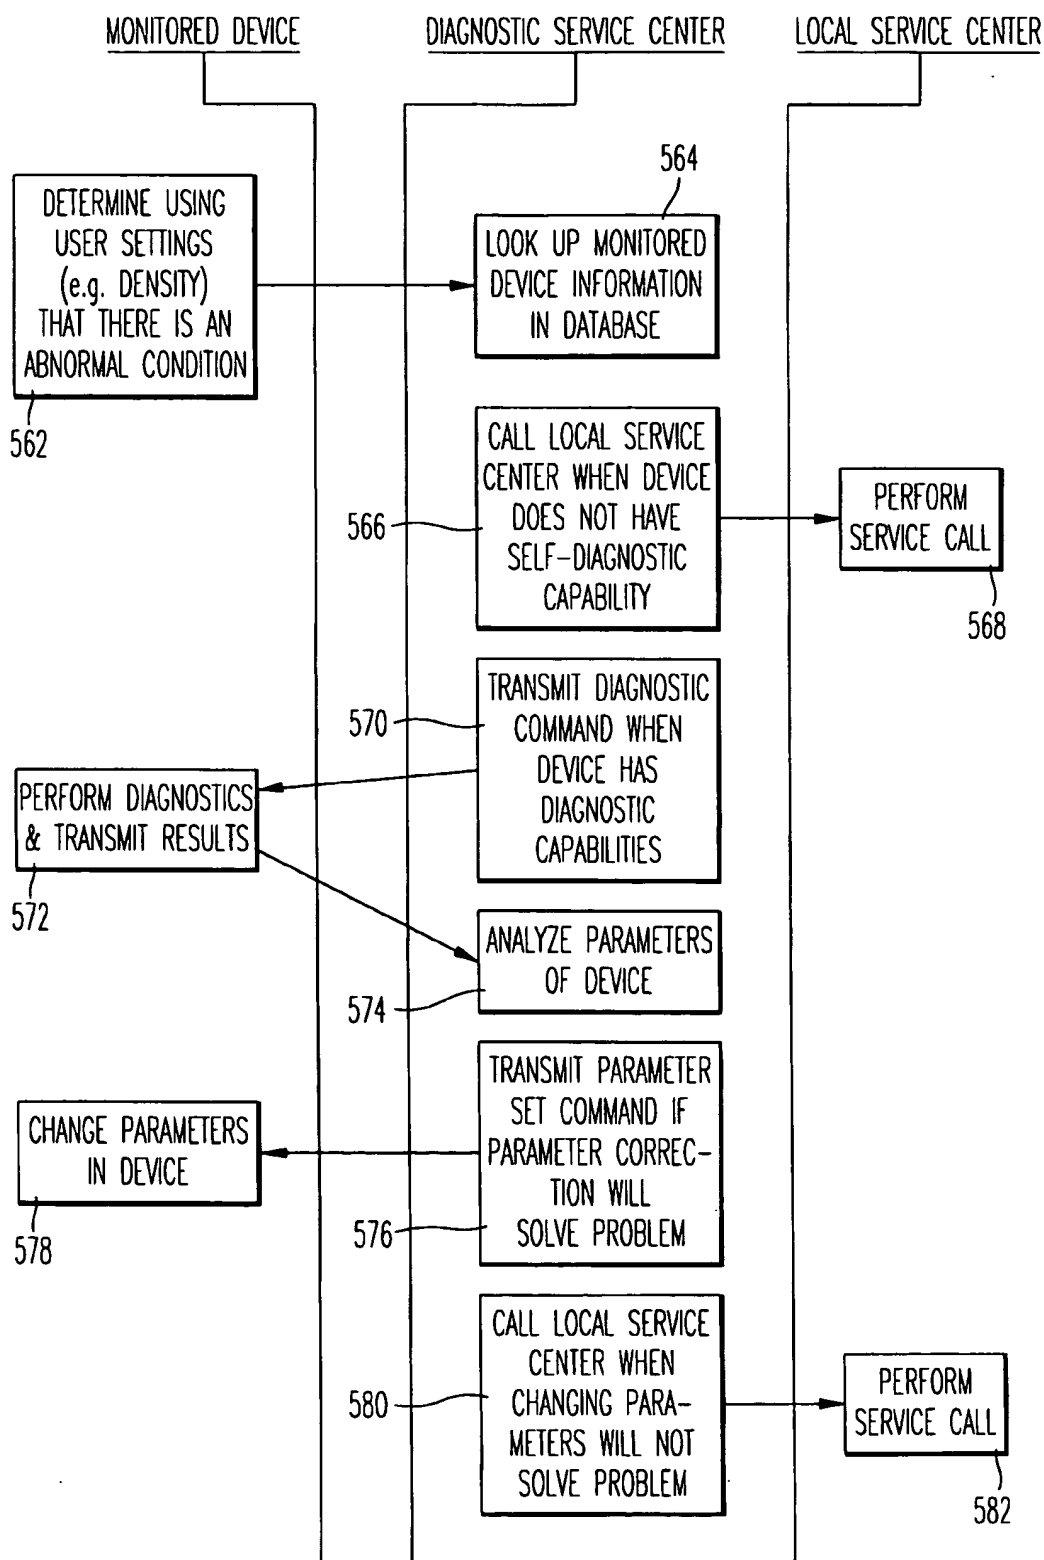 MONITORED DEVICE
DIAGNOSTIC SERVICE CENTER
LOCAL SERVICE CENTER
DETERMINE USING
USER SETTINGS
(e.g. DENSITY)
THAT THERE IS AN
ABNORMAL CONDITION
562
564
LOOK UP MONITORED
DEVICE INFORMATION
IN DATABASE
CALL LOCAL SERVICE
CENTER WHEN DEVICE
DOES NOT HAVE
SELF-DIAGNOSTIC
CAPABILITY
566
PERFORM
SERVICE CALL
568
TRANSMIT DIAGNOSTIC
COMMAND WHEN
DEVICE HAS
DIAGNOSTIC
CAPABILITIES
570
PERFORM DIAGNOSTICS
& TRANSMIT RESULTS
572
ANALYZE PARAMETERS
OF DEVICE
574
TRANSMIT PARAMETER
SET COMMAND IF
PARAMETER CORREC-
TION WILL
SOLVE PROBLEM
576
CHANGE PARAMETERS
IN DEVICE
578
CALL LOCAL SERVICE
CENTER WHEN
CHANGING PARA-
METERS WILL NOT
SOLVE PROBLEM
580
PERFORM
SERVICE CALL
582